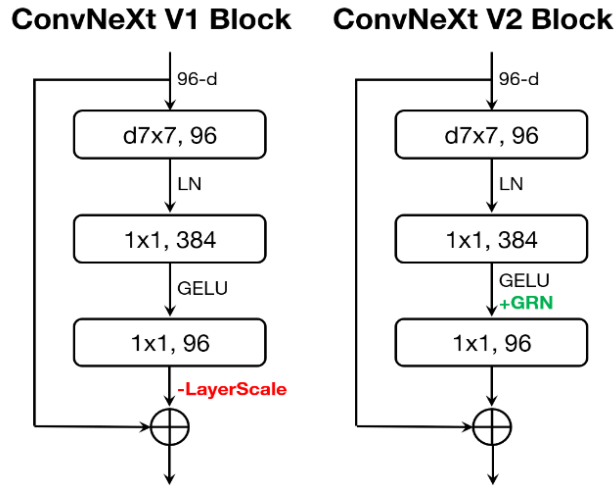 ConvNeXt V1 Block
96-d
d7x7, 96
LN
1x1, 384
GELU
1x1, 96
-LayerScale
ConvNeXt V2 Block
96-d
d7x7, 96
LN
1x1, 384
GELU
+GRN
1x1, 96